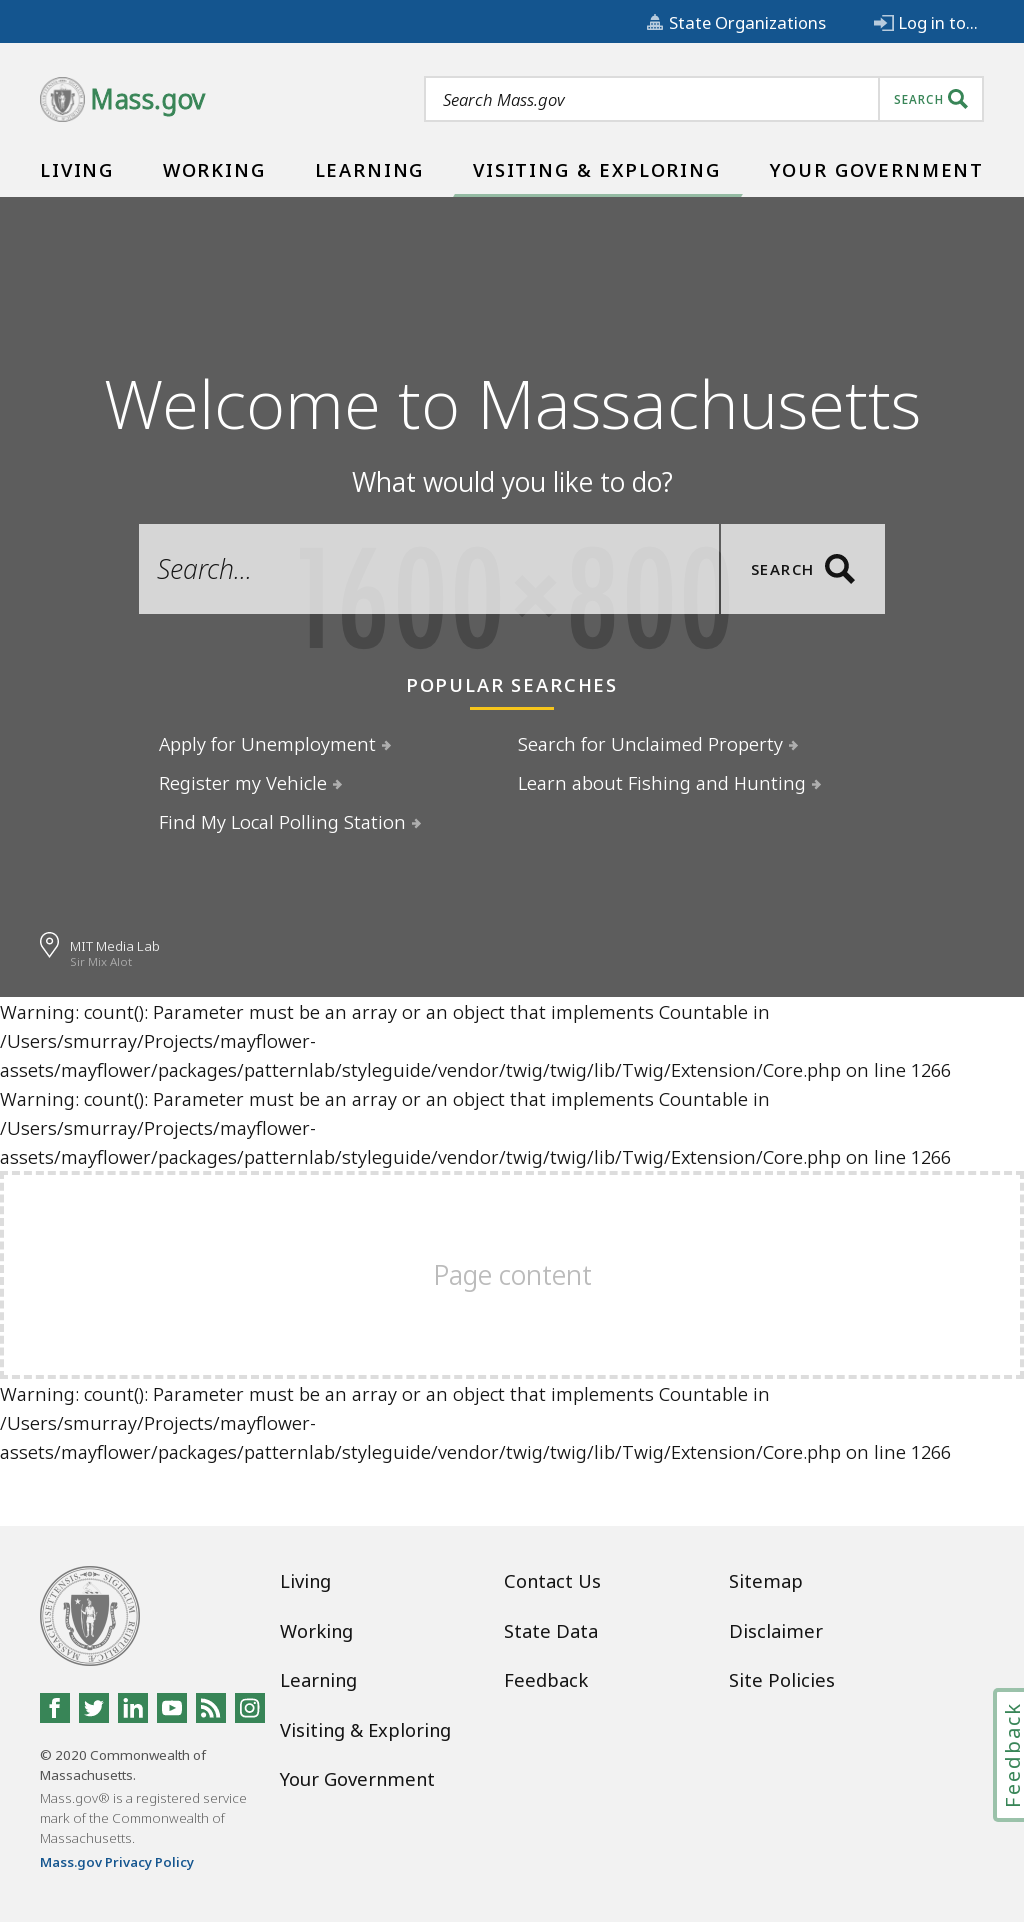 State Organizations
Log in to...
Mass.gov
Search Mass.gov
SEARCH
LIVING
WORKING
LEARNING
VISITING & EXPLORING
YOUR GOVERNMENT
Welcome to Massachusetts
What would you like to do?
Search...
SEARCH
1600×800
POPULAR SEARCHES
Apply for Unemployment
Search for Unclaimed Property
Register my Vehicle
Learn about Fishing and Hunting
Find My Local Polling Station
MIT Media Lab
Sir Mix Alot
Warning: count(): Parameter must be an array or an object that implements Countable in
/Users/smurray/Projects/mayflower-
assets/mayflower/packages/patternlab/styleguide/vendor/twig/twig/lib/Twig/Extension/Core.php on line 1266
Warning: count(): Parameter must be an array or an object that implements Countable in
/Users/smurray/Projects/mayflower-
assets/mayflower/packages/patternlab/styleguide/vendor/twig/twig/lib/Twig/Extension/Core.php on line 1266
Page content
Warning: count(): Parameter must be an array or an object that implements Countable in
/Users/smurray/Projects/mayflower-
assets/mayflower/packages/patternlab/styleguide/vendor/twig/twig/lib/Twig/Extension/Core.php on line 1266
Living
Working
Learning
Visiting & Exploring
Your Government
Contact Us
State Data
Feedback
Sitemap
Disclaimer
Site Policies
© 2020 Commonwealth of
Massachusetts.
Mass.gov® is a registered service
mark of the Commonwealth of
Massachusetts.
Mass.gov Privacy Policy
Feedback